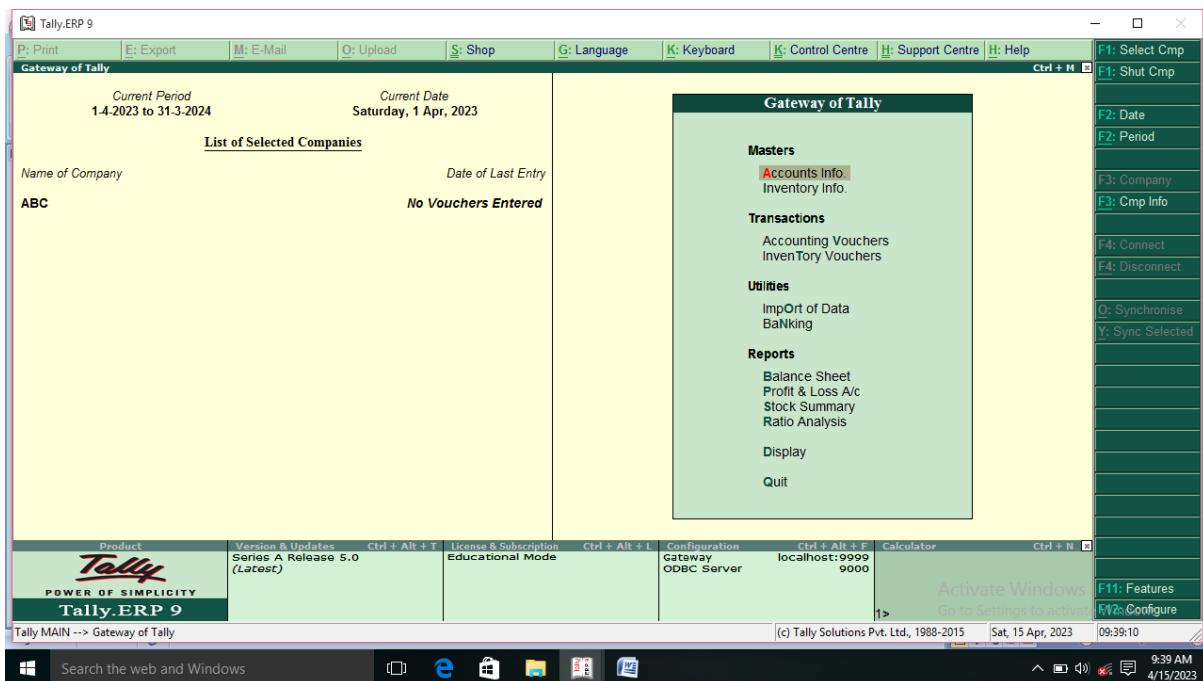 Tally.ERP 9
P: Print E: Export M: E-Mail O: Upload S: Shop G: Language K: Keyboard K: Control Centre H: Support Centre H: Help
Gateway of Tally Ctrl + M
Current Period Current Date
1-4-2023 to 31-3-2024 Saturday, 1 Apr, 2023
List of Selected Companies
Name of Company Date of Last Entry
ABC No Vouchers Entered
Gateway of Tally
Masters
Accounts Info.
Inventory Info.
Transactions
Accounting Vouchers
InvenTory Vouchers
Utilities
ImpOrt of Data
BaNking
Reports
Balance Sheet
Profit & Loss A/c
Stock Summary
Ratio Analysis
Display
Quit
F1: Select Cmp
F1: Shut Cmp
F2: Date
F2: Period
F3: Company
F3: Cmp Info
F4: Connect
F4: Disconnect
O: Synchronise
Y: Sync Selected
F11: Features
F12: Configure
Product Version & Updates Ctrl + Alt + T License & Subscription Ctrl + Alt + L Configuration Ctrl + Alt + F Calculator Ctrl + N
Tally
POWER OF SIMPLICITY
Tally.ERP 9
Series A Release 5.0
(Latest)
Educational Mode
Gateway localhost:9999
ODBC Server 9000
1>
Activate Windows
Go to Settings to activate Windows.
Tally MAIN --> Gateway of Tally (c) Tally Solutions Pvt. Ltd., 1988-2015 Sat, 15 Apr, 2023 09:39:10
Search the web and Windows
9:39 AM
4/15/2023